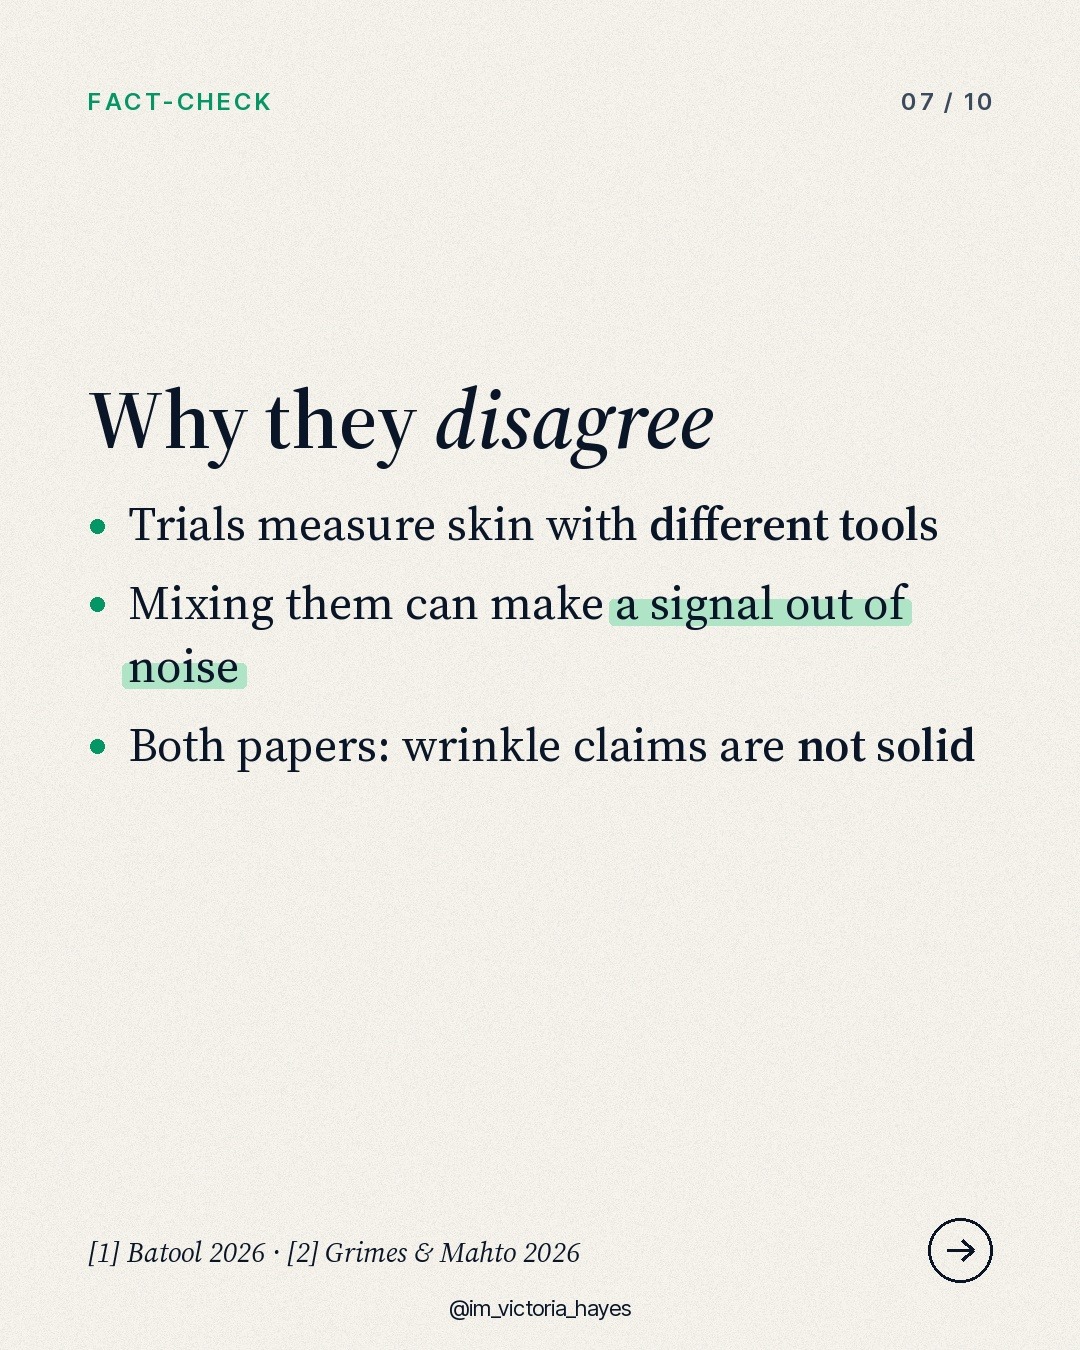 FACT-CHECK
07 / 10
Why they disagree
• Trials measure skin with different tools
• Mixing them can make a signal out of
noise
• Both papers: wrinkle claims are not solid
[1] Batool 2026 · [2] Grimes & Mahto 2026
@im_victoria_hayes